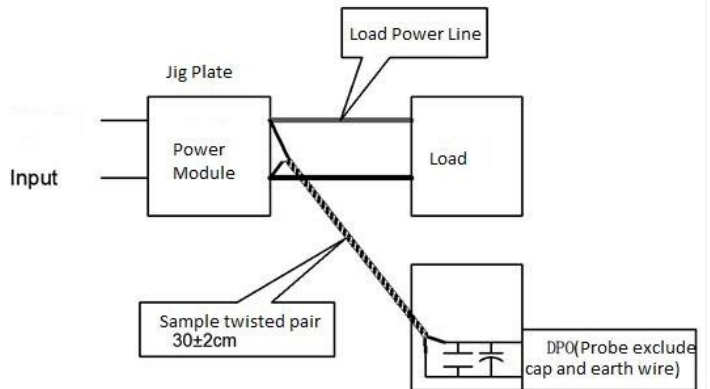 Load Power Line
Jig Plate
Power
Module
Load
Input
Sample twisted pair
30±2cm
DPO(Probe exclude
cap and earth wire)